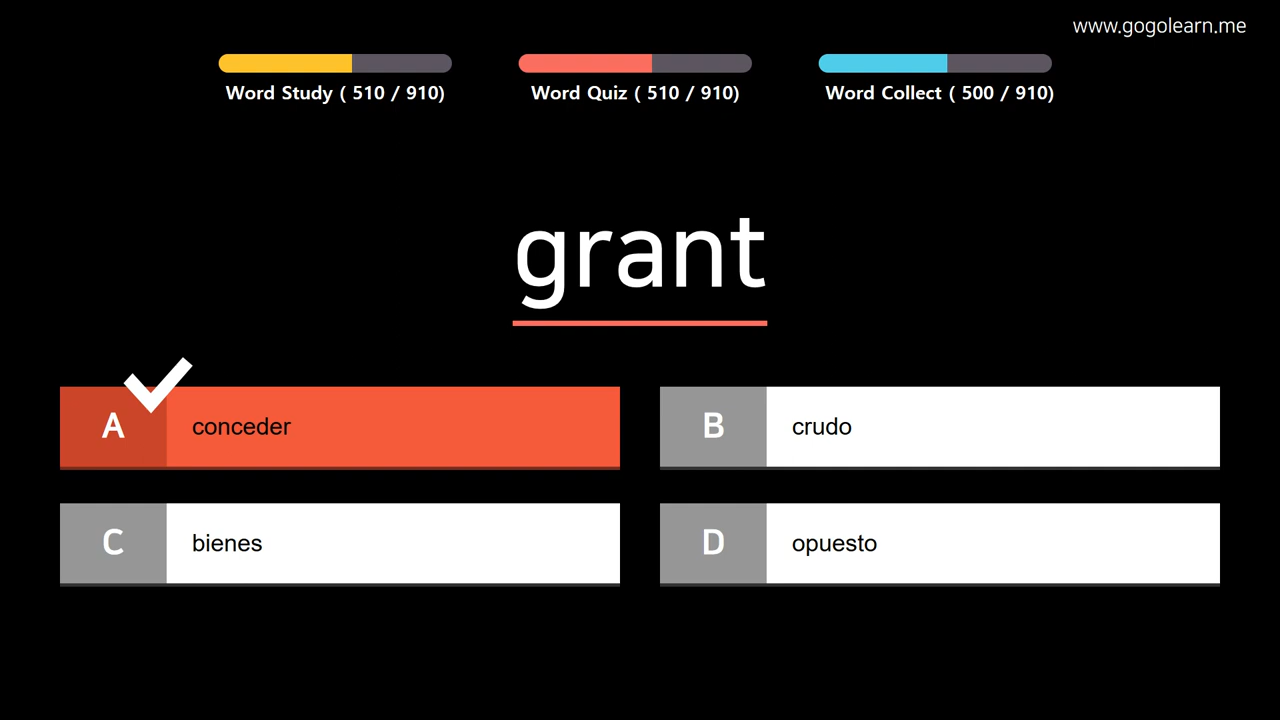 www.gogolearn.me
Word Study ( 510 / 910)
Word Quiz ( 510 / 910)
Word Collect ( 500 / 910)
grant
A conceder
B crudo
C bienes
D opuesto